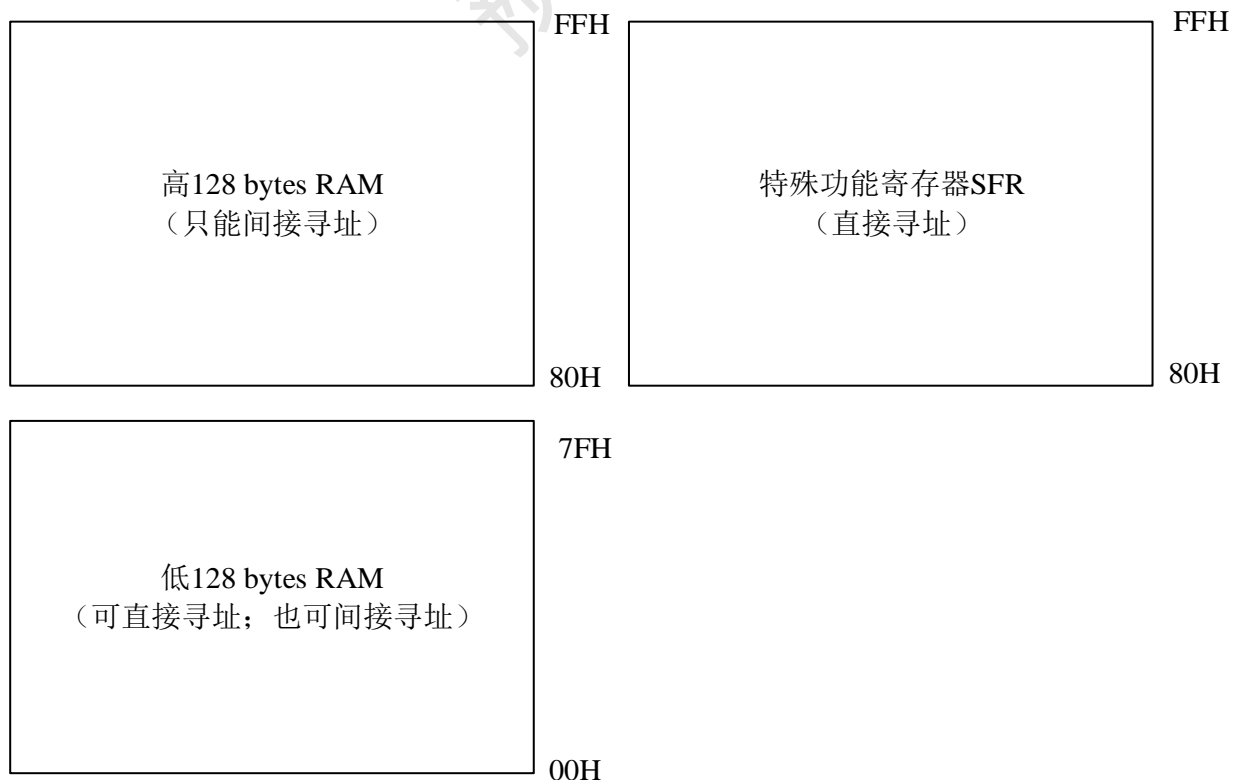 FFH
FFH
高128 bytes RAM
（只能间接寻址）
特殊功能寄存器SFR
（直接寻址）
80H
80H
7FH
低128 bytes RAM
（可直接寻址；也可间接寻址）
00H